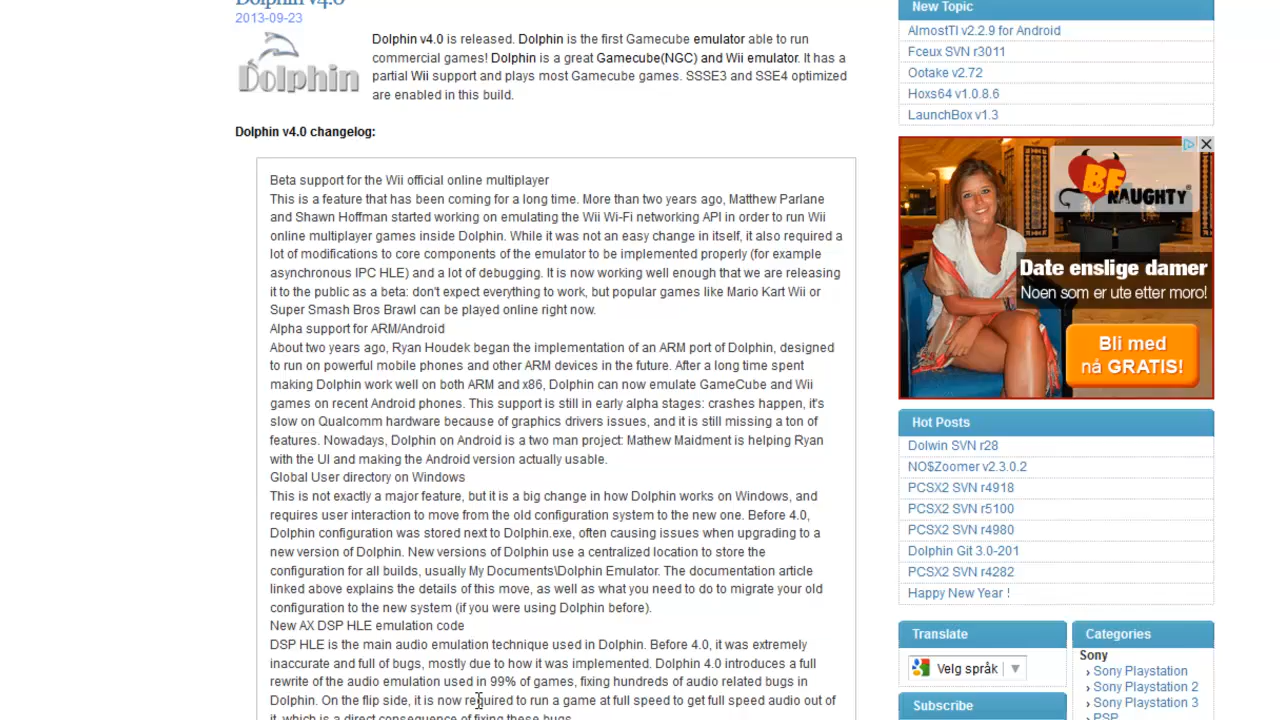 Dolphin v4.0
2013-09-23
Dolphin
Dolphin v4.0 is released. Dolphin is the first Gamecube emulator able to run
commercial games! Dolphin is a great Gamecube(NGC) and Wii emulator. It has a
partial Wii support and plays most Gamecube games. SSSE3 and SSE4 optimized
are enabled in this build.
Dolphin v4.0 changelog:
Beta support for the Wii official online multiplayer
This is a feature that has been coming for a long time. More than two years ago, Matthew Parlane
and Shawn Hoffman started working on emulating the Wii Wi-Fi networking API in order to run Wii
online multiplayer games inside Dolphin. While it was not an easy change in itself, it also required a
lot of modifications to core components of the emulator to be implemented properly (for example
asynchronous IPC HLE) and a lot of debugging. It is now working well enough that we are releasing
it to the public as a beta: don't expect everything to work, but popular games like Mario Kart Wii or
Super Smash Bros Brawl can be played online right now.
Alpha support for ARM/Android
About two years ago, Ryan Houdek began the implementation of an ARM port of Dolphin, designed
to run on powerful mobile phones and other ARM devices in the future. After a long time spent
making Dolphin work well on both ARM and x86, Dolphin can now emulate GameCube and Wii
games on recent Android phones. This support is still in early alpha stages: crashes happen, it's
slow on Qualcomm hardware because of graphics drivers issues, and it is still missing a ton of
features. Nowadays, Dolphin on Android is a two man project: Mathew Maidment is helping Ryan
with the UI and making the Android version actually usable.
Global User directory on Windows
This is not exactly a major feature, but it is a big change in how Dolphin works on Windows, and
requires user interaction to move from the old configuration system to the new one. Before 4.0,
Dolphin configuration was stored next to Dolphin.exe, often causing issues when upgrading to a
new version of Dolphin. New versions of Dolphin use a centralized location to store the
configuration for all builds, usually My Documents\Dolphin Emulator. The documentation article
linked above explains the details of this move, as well as what you need to do to migrate your old
configuration to the new system (if you were using Dolphin before).
New AX DSP HLE emulation code
DSP HLE is the main audio emulation technique used in Dolphin. Before 4.0, it was extremely
inaccurate and full of bugs, mostly due to how it was implemented. Dolphin 4.0 introduces a full
rewrite of the audio emulation used in 99% of games, fixing hundreds of audio related bugs in
Dolphin. On the flip side, it is now required to run a game at full speed to get full speed audio out of
it, which is a direct consequence of fixing these bugs.
New Topic
AlmostTI v2.2.9 for Android
Fceux SVN r3011
Ootake v2.72
Hoxs64 v1.0.8.6
LaunchBox v1.3
BE
NAUGHTY
Date enslige damer
Noen som er ute etter moro!
Bli med
nå GRATIS!
Hot Posts
Dolwin SVN r28
NO$Zoomer v2.3.0.2
PCSX2 SVN r4918
PCSX2 SVN r5100
PCSX2 SVN r4980
Dolphin Git 3.0-201
PCSX2 SVN r4282
Happy New Year !
Translate
Velg språk
Subscribe
Categories
Sony
› Sony Playstation
› Sony Playstation 2
› Sony Playstation 3
› PSP